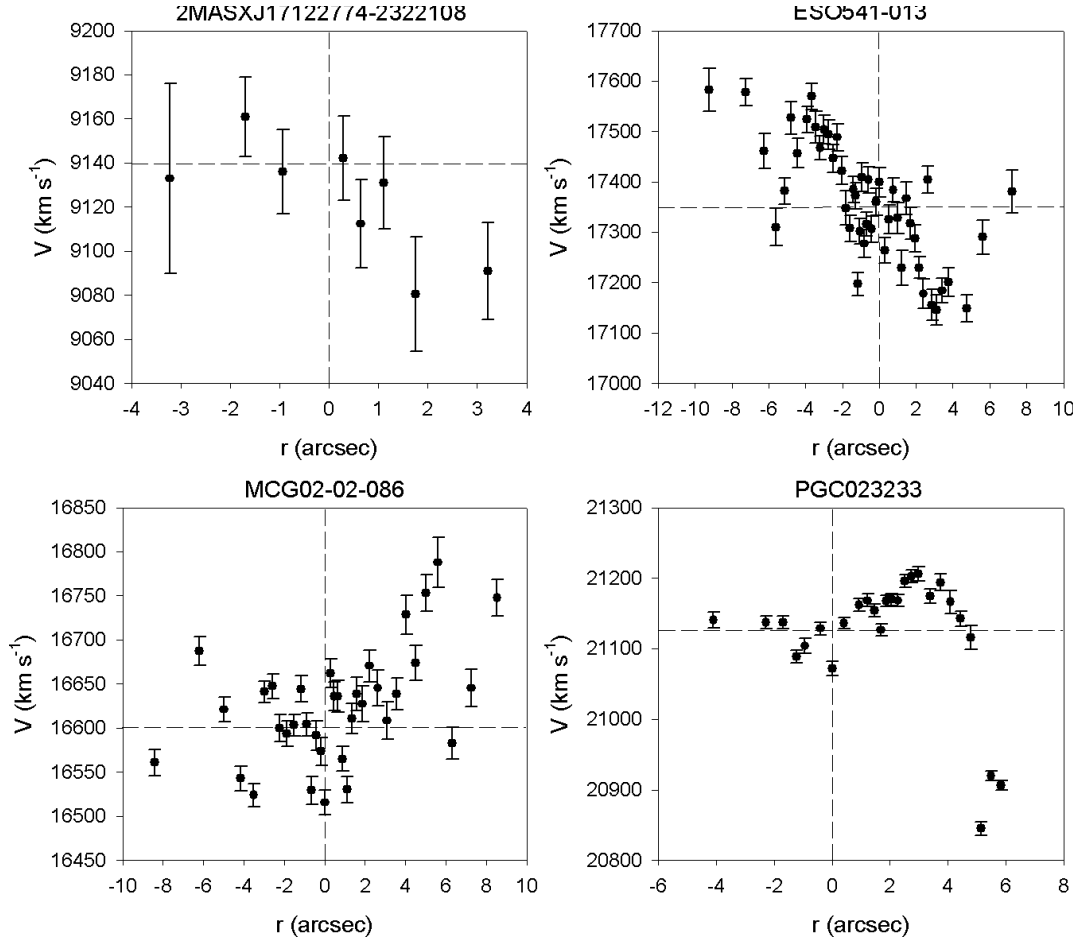 2MASXJ17122774-2322108
9200
9180
9160
9140
9120
9100
9080
9060
9040
V (km s⁻¹)
-4 -3 -2 -1 0 1 2 3 4
r (arcsec)
ESO541-013
17700
17600
17500
17400
17300
17200
17100
17000
V (km s⁻¹)
-12 -10 -8 -6 -4 -2 0 2 4 6 8 10
r (arcsec)
MCG02-02-086
16850
16800
16750
16700
16650
16600
16550
16500
16450
V (km s⁻¹)
-10 -8 -6 -4 -2 0 2 4 6 8 10
r (arcsec)
PGC023233
21300
21200
21100
21000
20900
20800
V (km s⁻¹)
-6 -4 -2 0 2 4 6 8
r (arcsec)